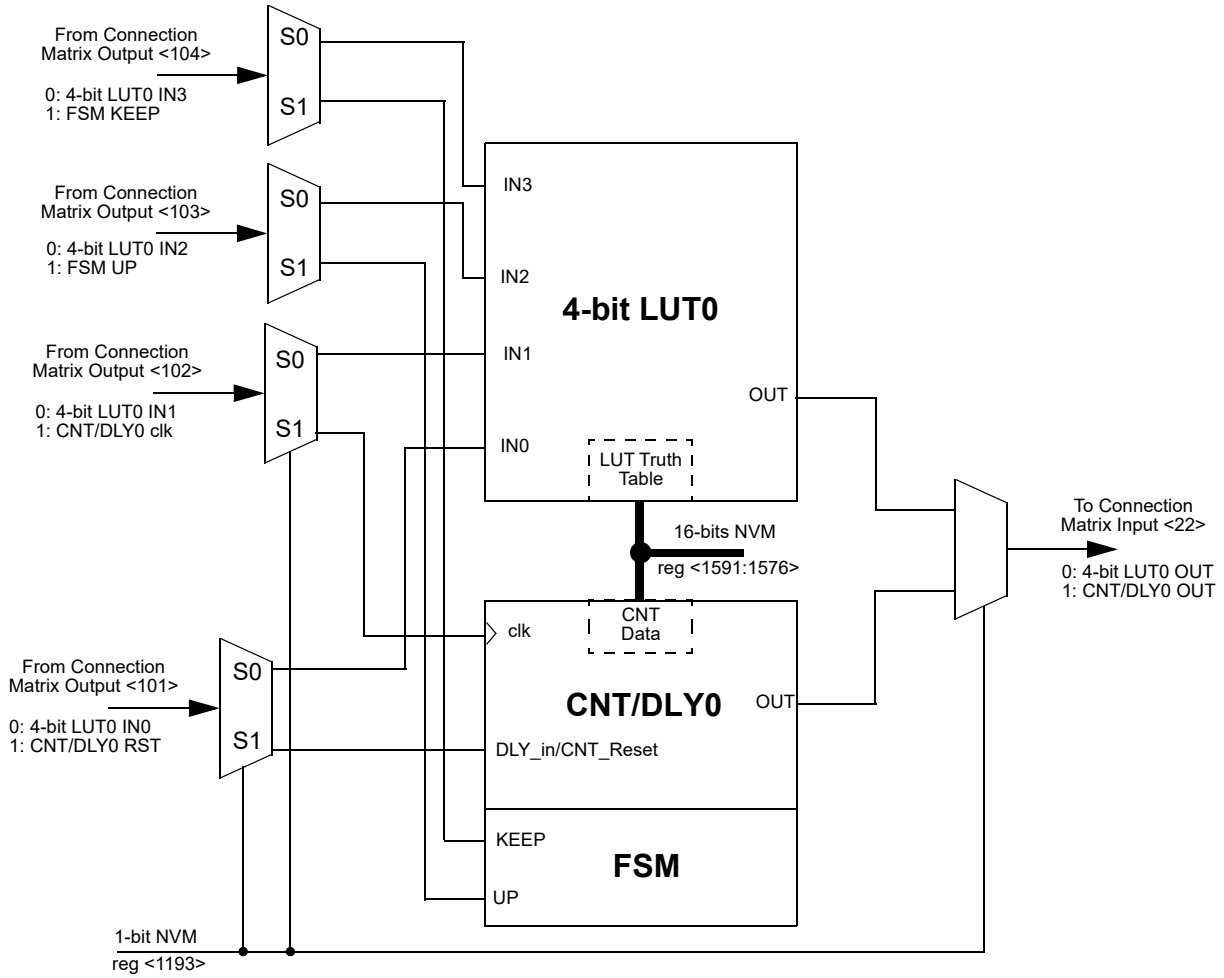 From Connection
Matrix Output <104>
0: 4-bit LUT0 IN3
1: FSM KEEP
S0
S1
From Connection
Matrix Output <103>
0: 4-bit LUT0 IN2
1: FSM UP
S0
S1
From Connection
Matrix Output <102>
0: 4-bit LUT0 IN1
1: CNT/DLY0 clk
S0
S1
From Connection
Matrix Output <101>
0: 4-bit LUT0 IN0
1: CNT/DLY0 RST
S0
S1
IN3
IN2
4-bit LUT0
IN1
OUT
IN0
LUT Truth
Table
16-bits NVM
reg <1591:1576>
CNT
Data
clk
CNT/DLY0
OUT
DLY_in/CNT_Reset
KEEP
FSM
UP
To Connection
Matrix Input <22>
0: 4-bit LUT0 OUT
1: CNT/DLY0 OUT
1-bit NVM
reg <1193>